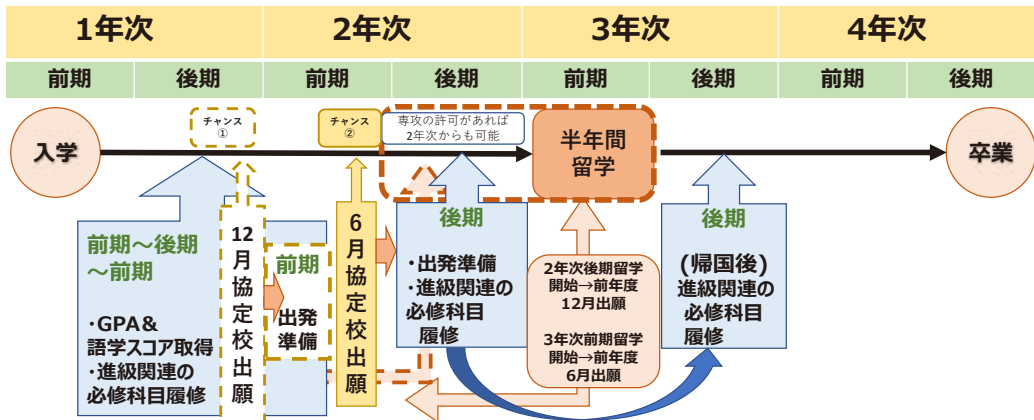 1年次
2年次
3年次
4年次
前期
後期
前期
後期
前期
後期
前期
後期
入学
チャンス
①
チャンス
②
専攻の許可があれば
2年次からも可能
半年間
留学
卒業
前期~後期
~前期
・GPA&
語学スコア取得
・進級関連の
必修科目履修
12月協定校出願
前期
出発
準備
6月協定校出願
後期
・出発準備
・進級関連の
必修科目
履修
2年次後期留学
開始→前年度
12月出願
3年次前期留学
開始→前年度
6月出願
後期
(帰国後)
進級関連の
必修科目
履修